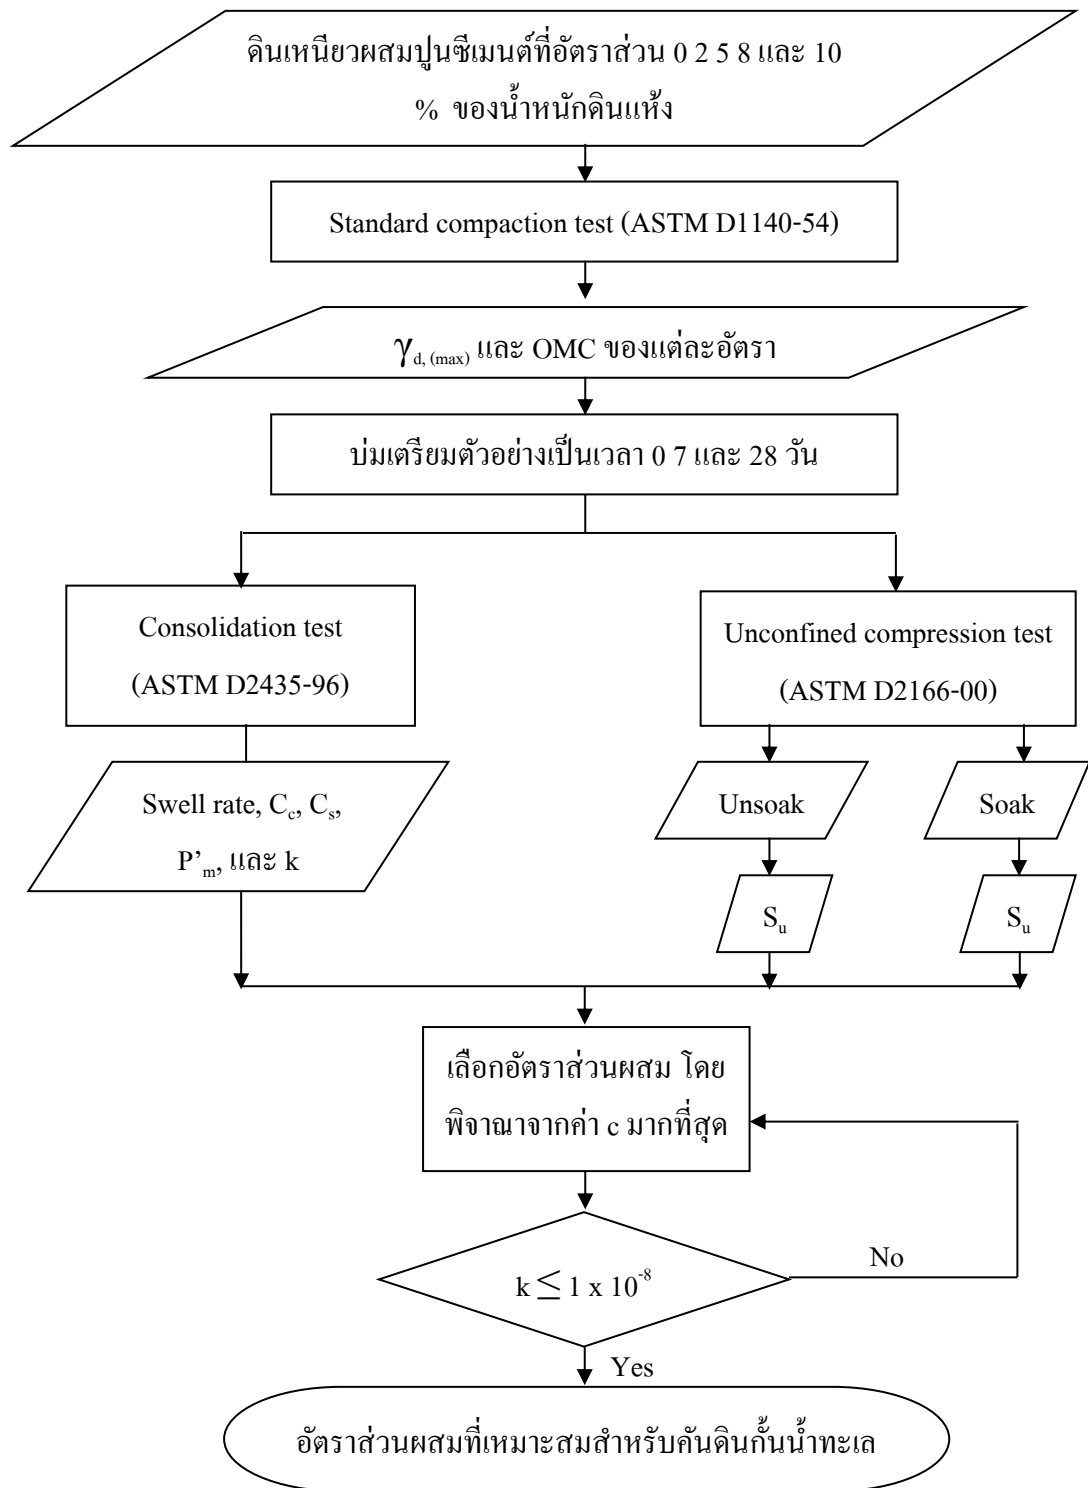 ดินเหนียวผสมปูนซีเมนต์ที่อัตราส่วน 0 2 5 8 และ 10
% ของน้ำหนักดินแห้ง
Standard compaction test (ASTM D1140-54)
γd, (max) และ OMC ของแต่ละอัตรา
บ่มเตรียมตัวอย่างเป็นเวลา 0 7 และ 28 วัน
Consolidation test
(ASTM D2435-96)
Unconfined compression test
(ASTM D2166-00)
Swell rate, Cc, Cs,
P’m, และ k
Unsoak
Soak
Su
Su
เลือกอัตราส่วนผสม โดย
พิจาณาจากค่า c มากที่สุด
k ≤ 1 x 10⁻⁸
No
Yes
อัตราส่วนผสมที่เหมาะสมสำหรับคันดินกั้นน้ำทะเล